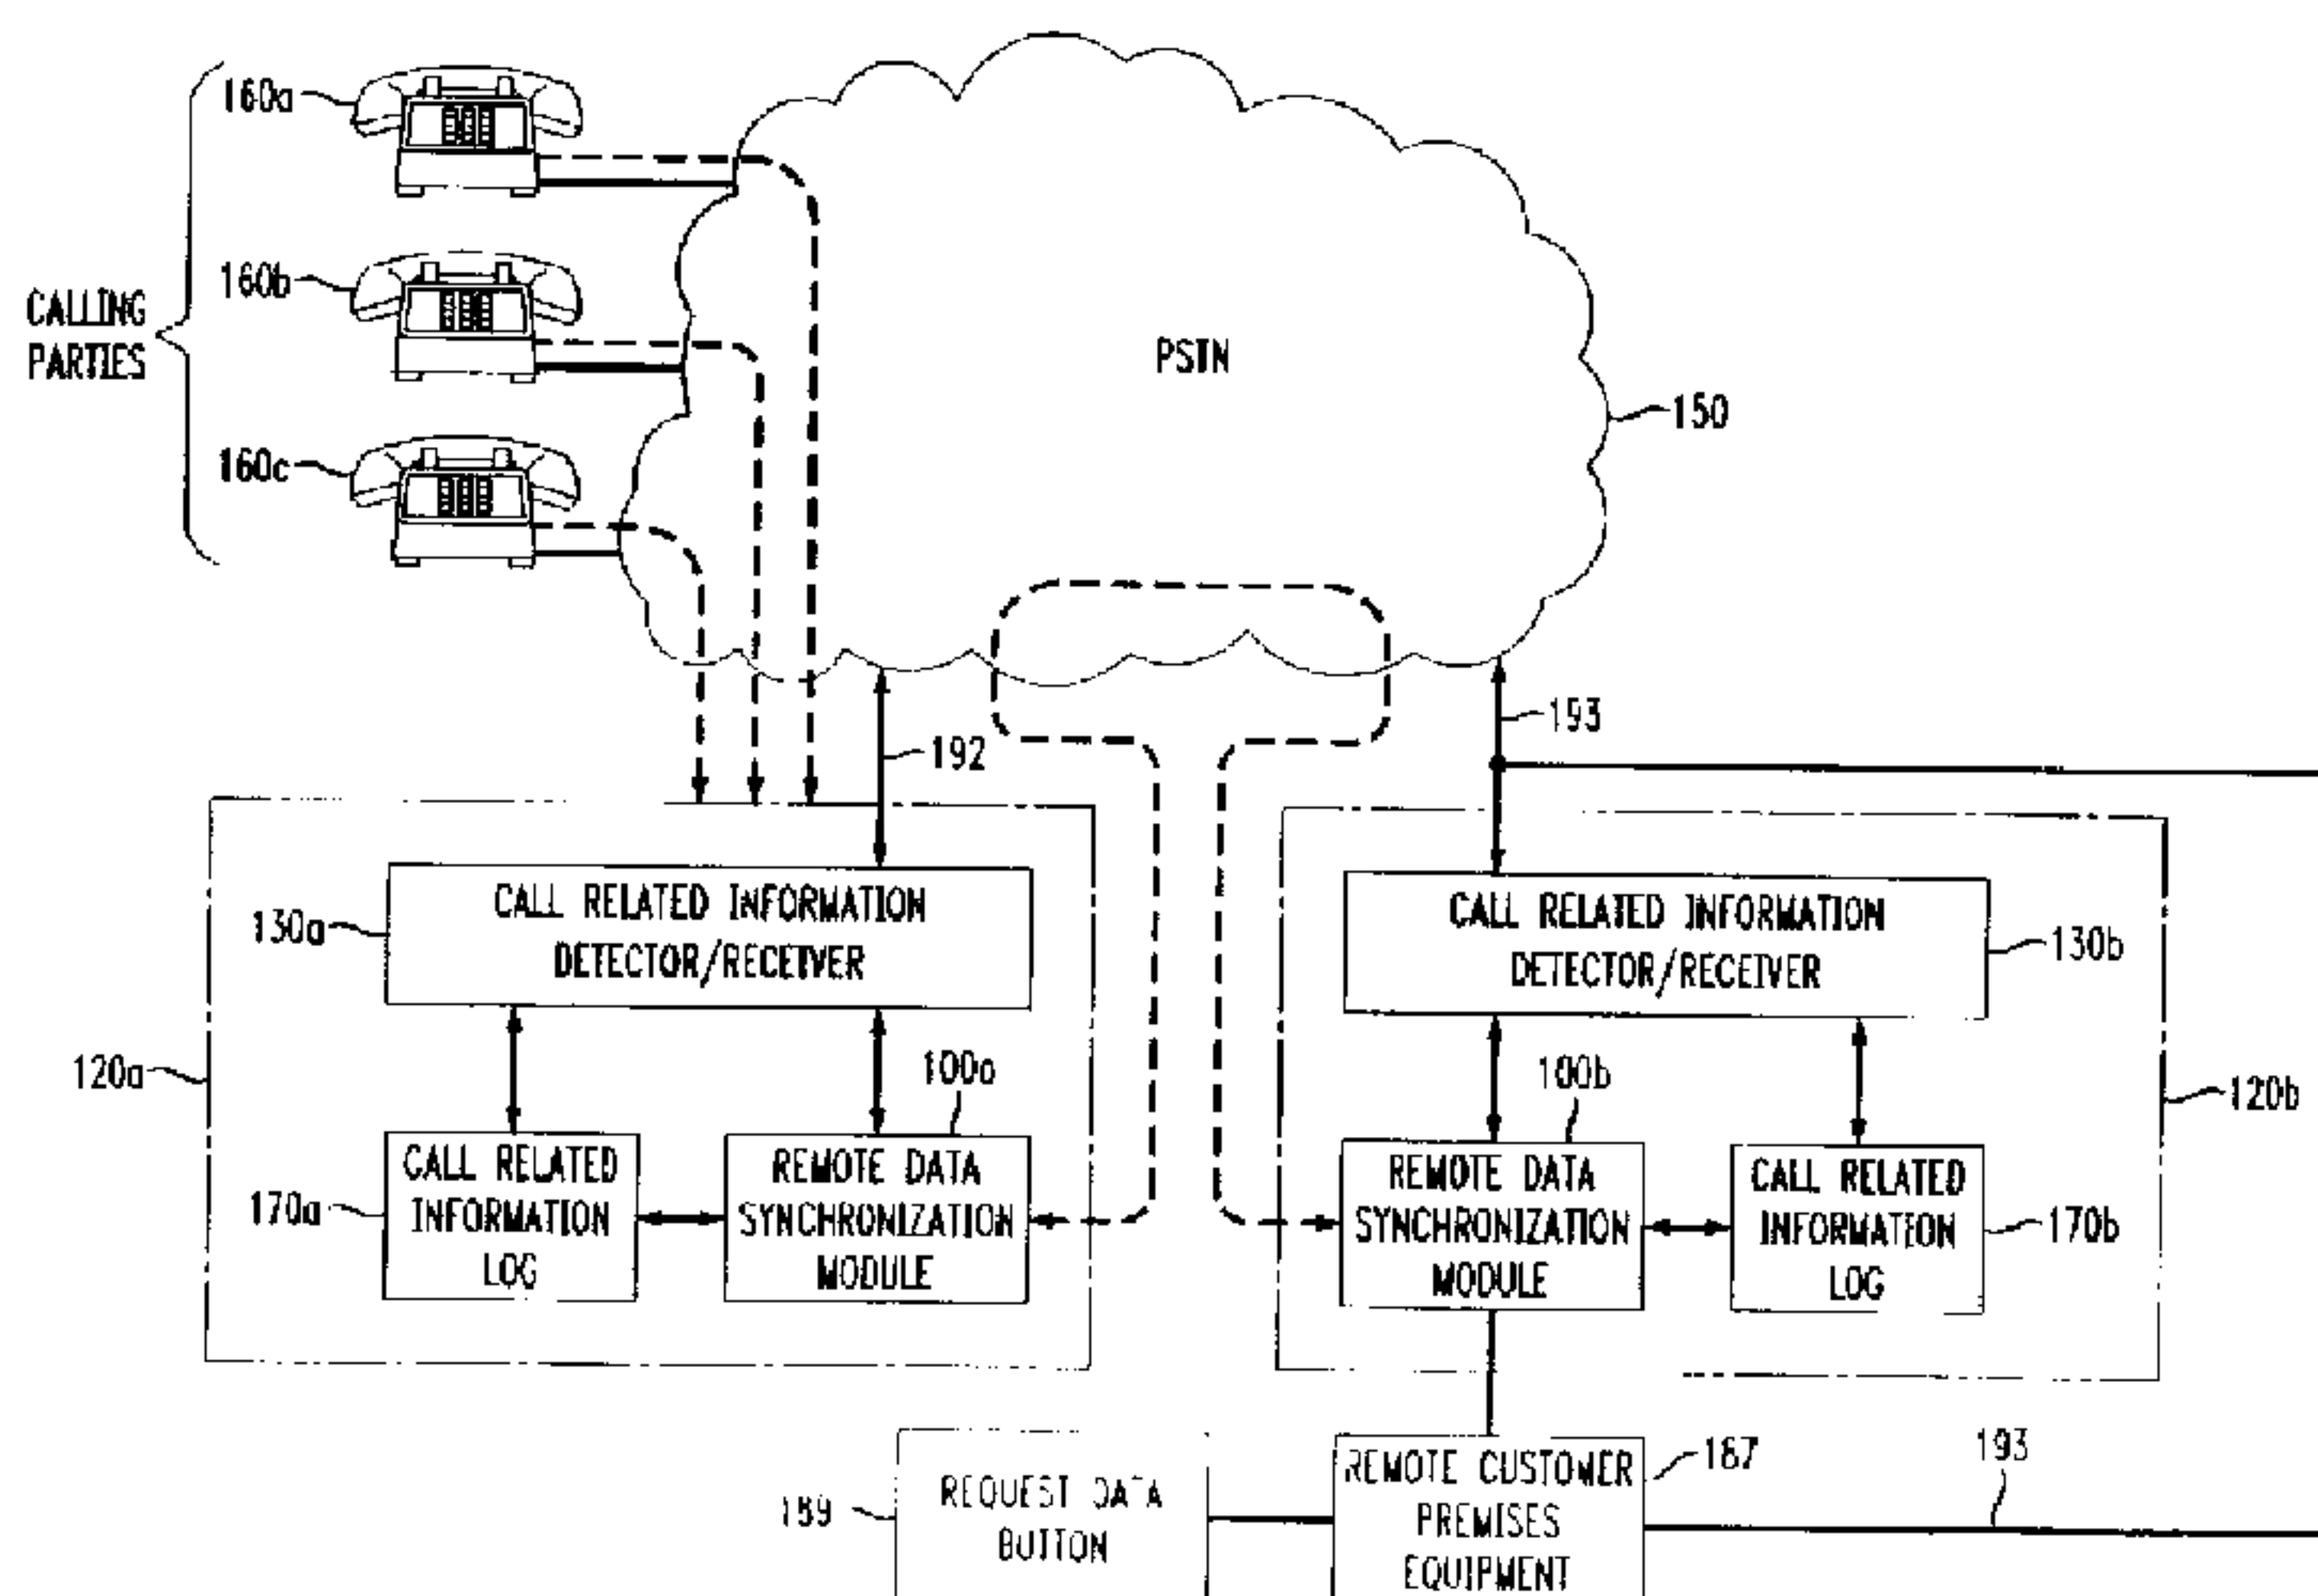 160a
160b
CALLING
PARTIES
160c
PSTN
150
192
193
CALL RELATED INFORMATION
DETECTOR/RECEIVER
130a
CALL RELATED INFORMATION
DETECTOR/RECEIVER
130b
120a
100a
100b
120b
CALL RELATED
INFORMATION
LOG
170a
REMOTE DATA
SYNCHRONIZATION
MODULE
REMOTE DATA
SYNCHRONIZATION
MODULE
CALL RELATED
INFORMATION
LOG
170b
189
REQUEST DATA
BUTTON
REMOTE CUSTOMER
PREMISES
EQUIPMENT
187
193